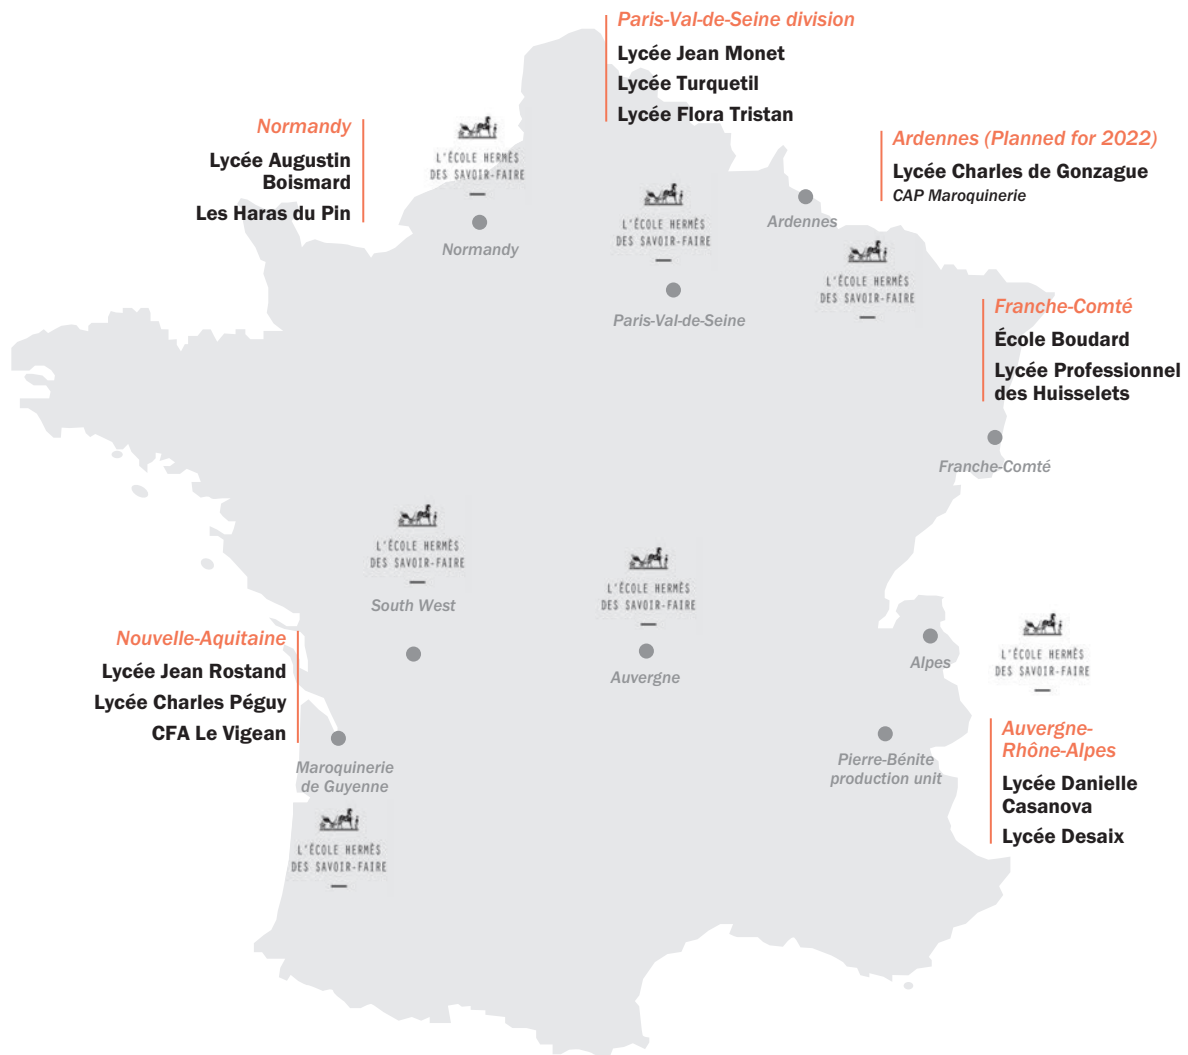 Paris-Val-de-Seine division
Lycée Jean Monet
Lycée Turquetil
Lycée Flora Tristan
Normandy
Lycée Augustin
Boismard
Les Haras du Pin
L'ÉCOLE HERMÈS
DES SAVOIR-FAIRE
Normandy
Ardennes (Planned for 2022)
Lycée Charles de Gonzague
CAP Maroquinerie
L'ÉCOLE HERMÈS
DES SAVOIR-FAIRE
Paris-Val-de-Seine
Ardennes
L'ÉCOLE HERMÈS
DES SAVOIR-FAIRE
Franche-Comté
École Boudard
Lycée Professionnel
des Huisselets
Franche-Comté
L'ÉCOLE HERMÈS
DES SAVOIR-FAIRE
South West
L'ÉCOLE HERMÈS
DES SAVOIR-FAIRE
Auvergne
Nouvelle-Aquitaine
Lycée Jean Rostand
Lycée Charles Péguy
CFA Le Vigean
Maroquinerie
de Guyenne
L'ÉCOLE HERMÈS
DES SAVOIR-FAIRE
Alpes
L'ÉCOLE HERMÈS
DES SAVOIR-FAIRE
Pierre-Bénite
production unit
Auvergne-
Rhône-Alpes
Lycée Danielle
Casanova
Lycée Desaix